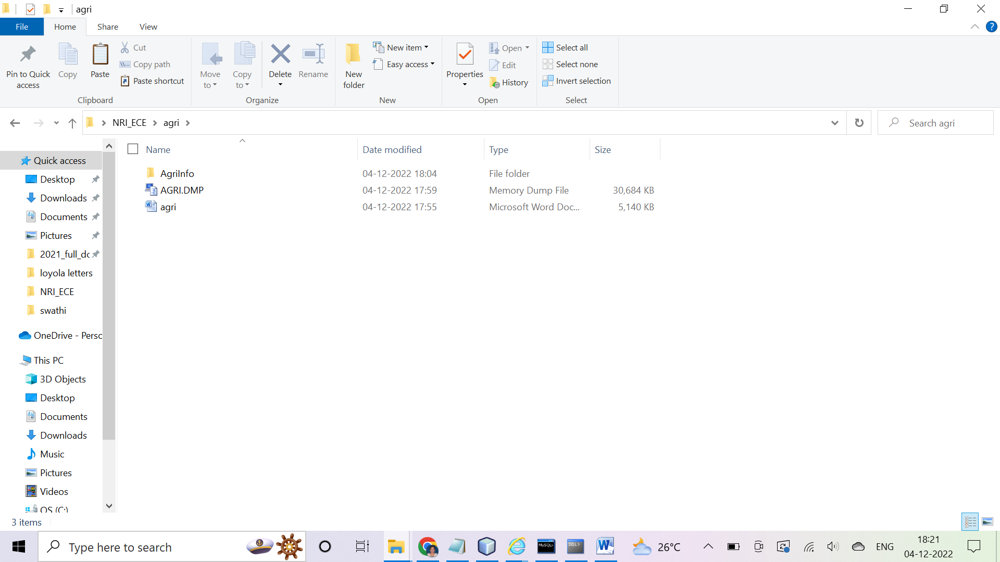 agri
File Home Share View
Pin to Quick access
Copy
Paste
Cut
Copy path
Paste shortcut
Clipboard
Move to
Copy to
Delete
Rename
Organize
New folder
New item
Easy access
New
Properties
Open
Edit
History
Open
Select all
Select none
Invert selection
Select
NRI_ECE agri
Search agri
Name Date modified Type Size
AgriInfo 04-12-2022 18:04 File folder
AGRI.DMP 04-12-2022 17:59 Memory Dump File 30,684 KB
agri 04-12-2022 17:55 Microsoft Word Doc... 5,140 KB
Quick access
Desktop
Downloads
Documents
Pictures
2021_full_dc
loyola letters
NRI_ECE
swathi
OneDrive - Persc
This PC
3D Objects
Desktop
Documents
Downloads
Music
Pictures
Videos
OS (C:)
3 items
Type here to search
MySQL>
SQL>
26°C
ENG
18:21
04-12-2022